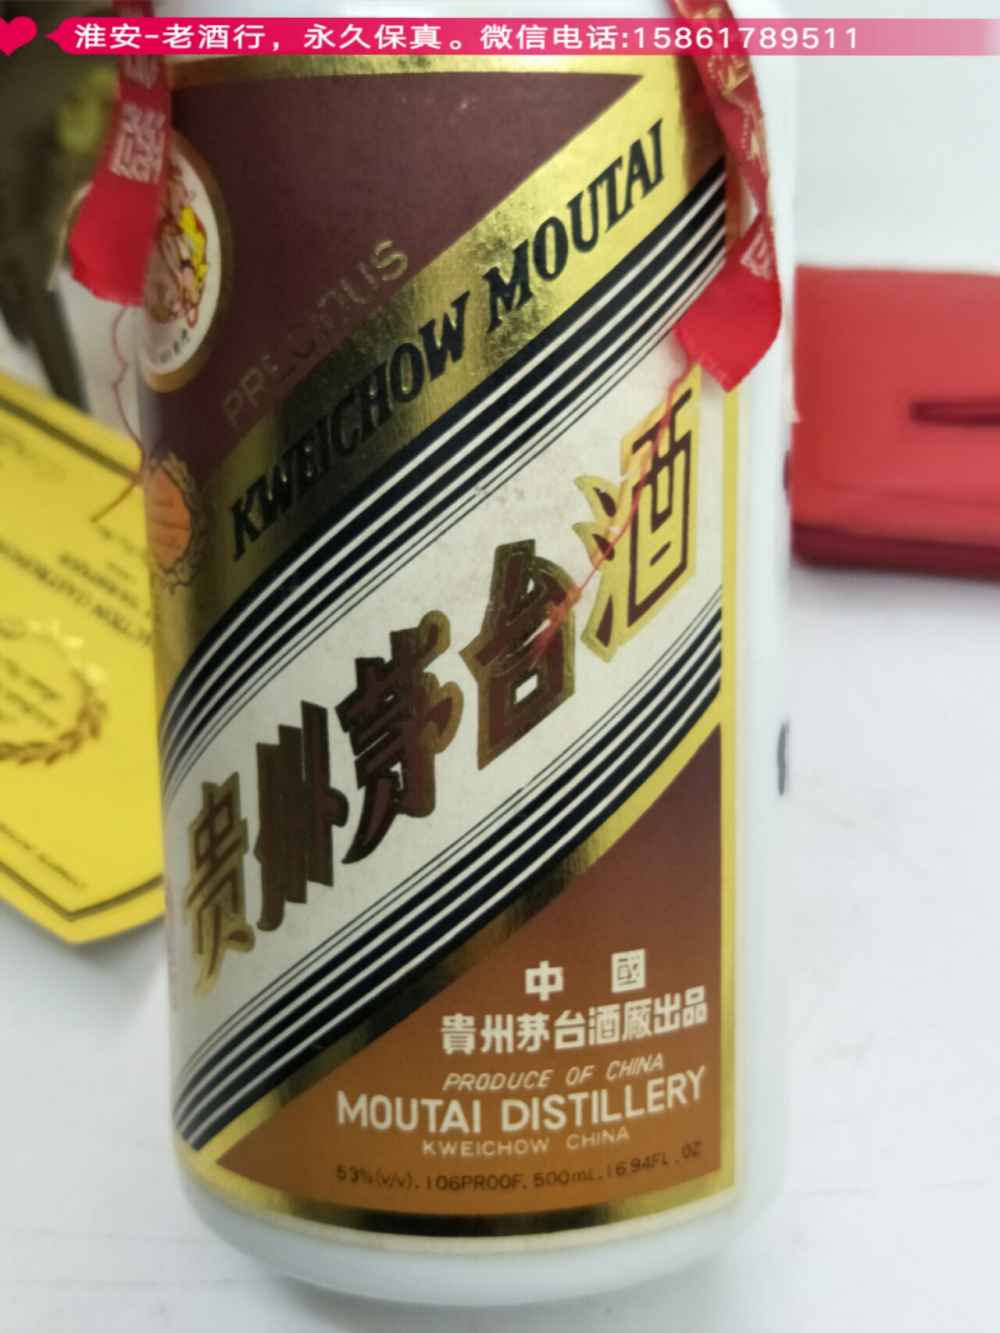 淮安-老酒行，永久保真。微信电话:15861789511
PRECIOUS
KWEICHOW MOUTAI
贵州茅台酒
中國
貴州茅台酒廠出品
PRODUCE OF CHINA
MOUTAI DISTILLERY
KWEICHOW CHINA
53%(v/v).106PROOF.500mL.16.94FL.OZ